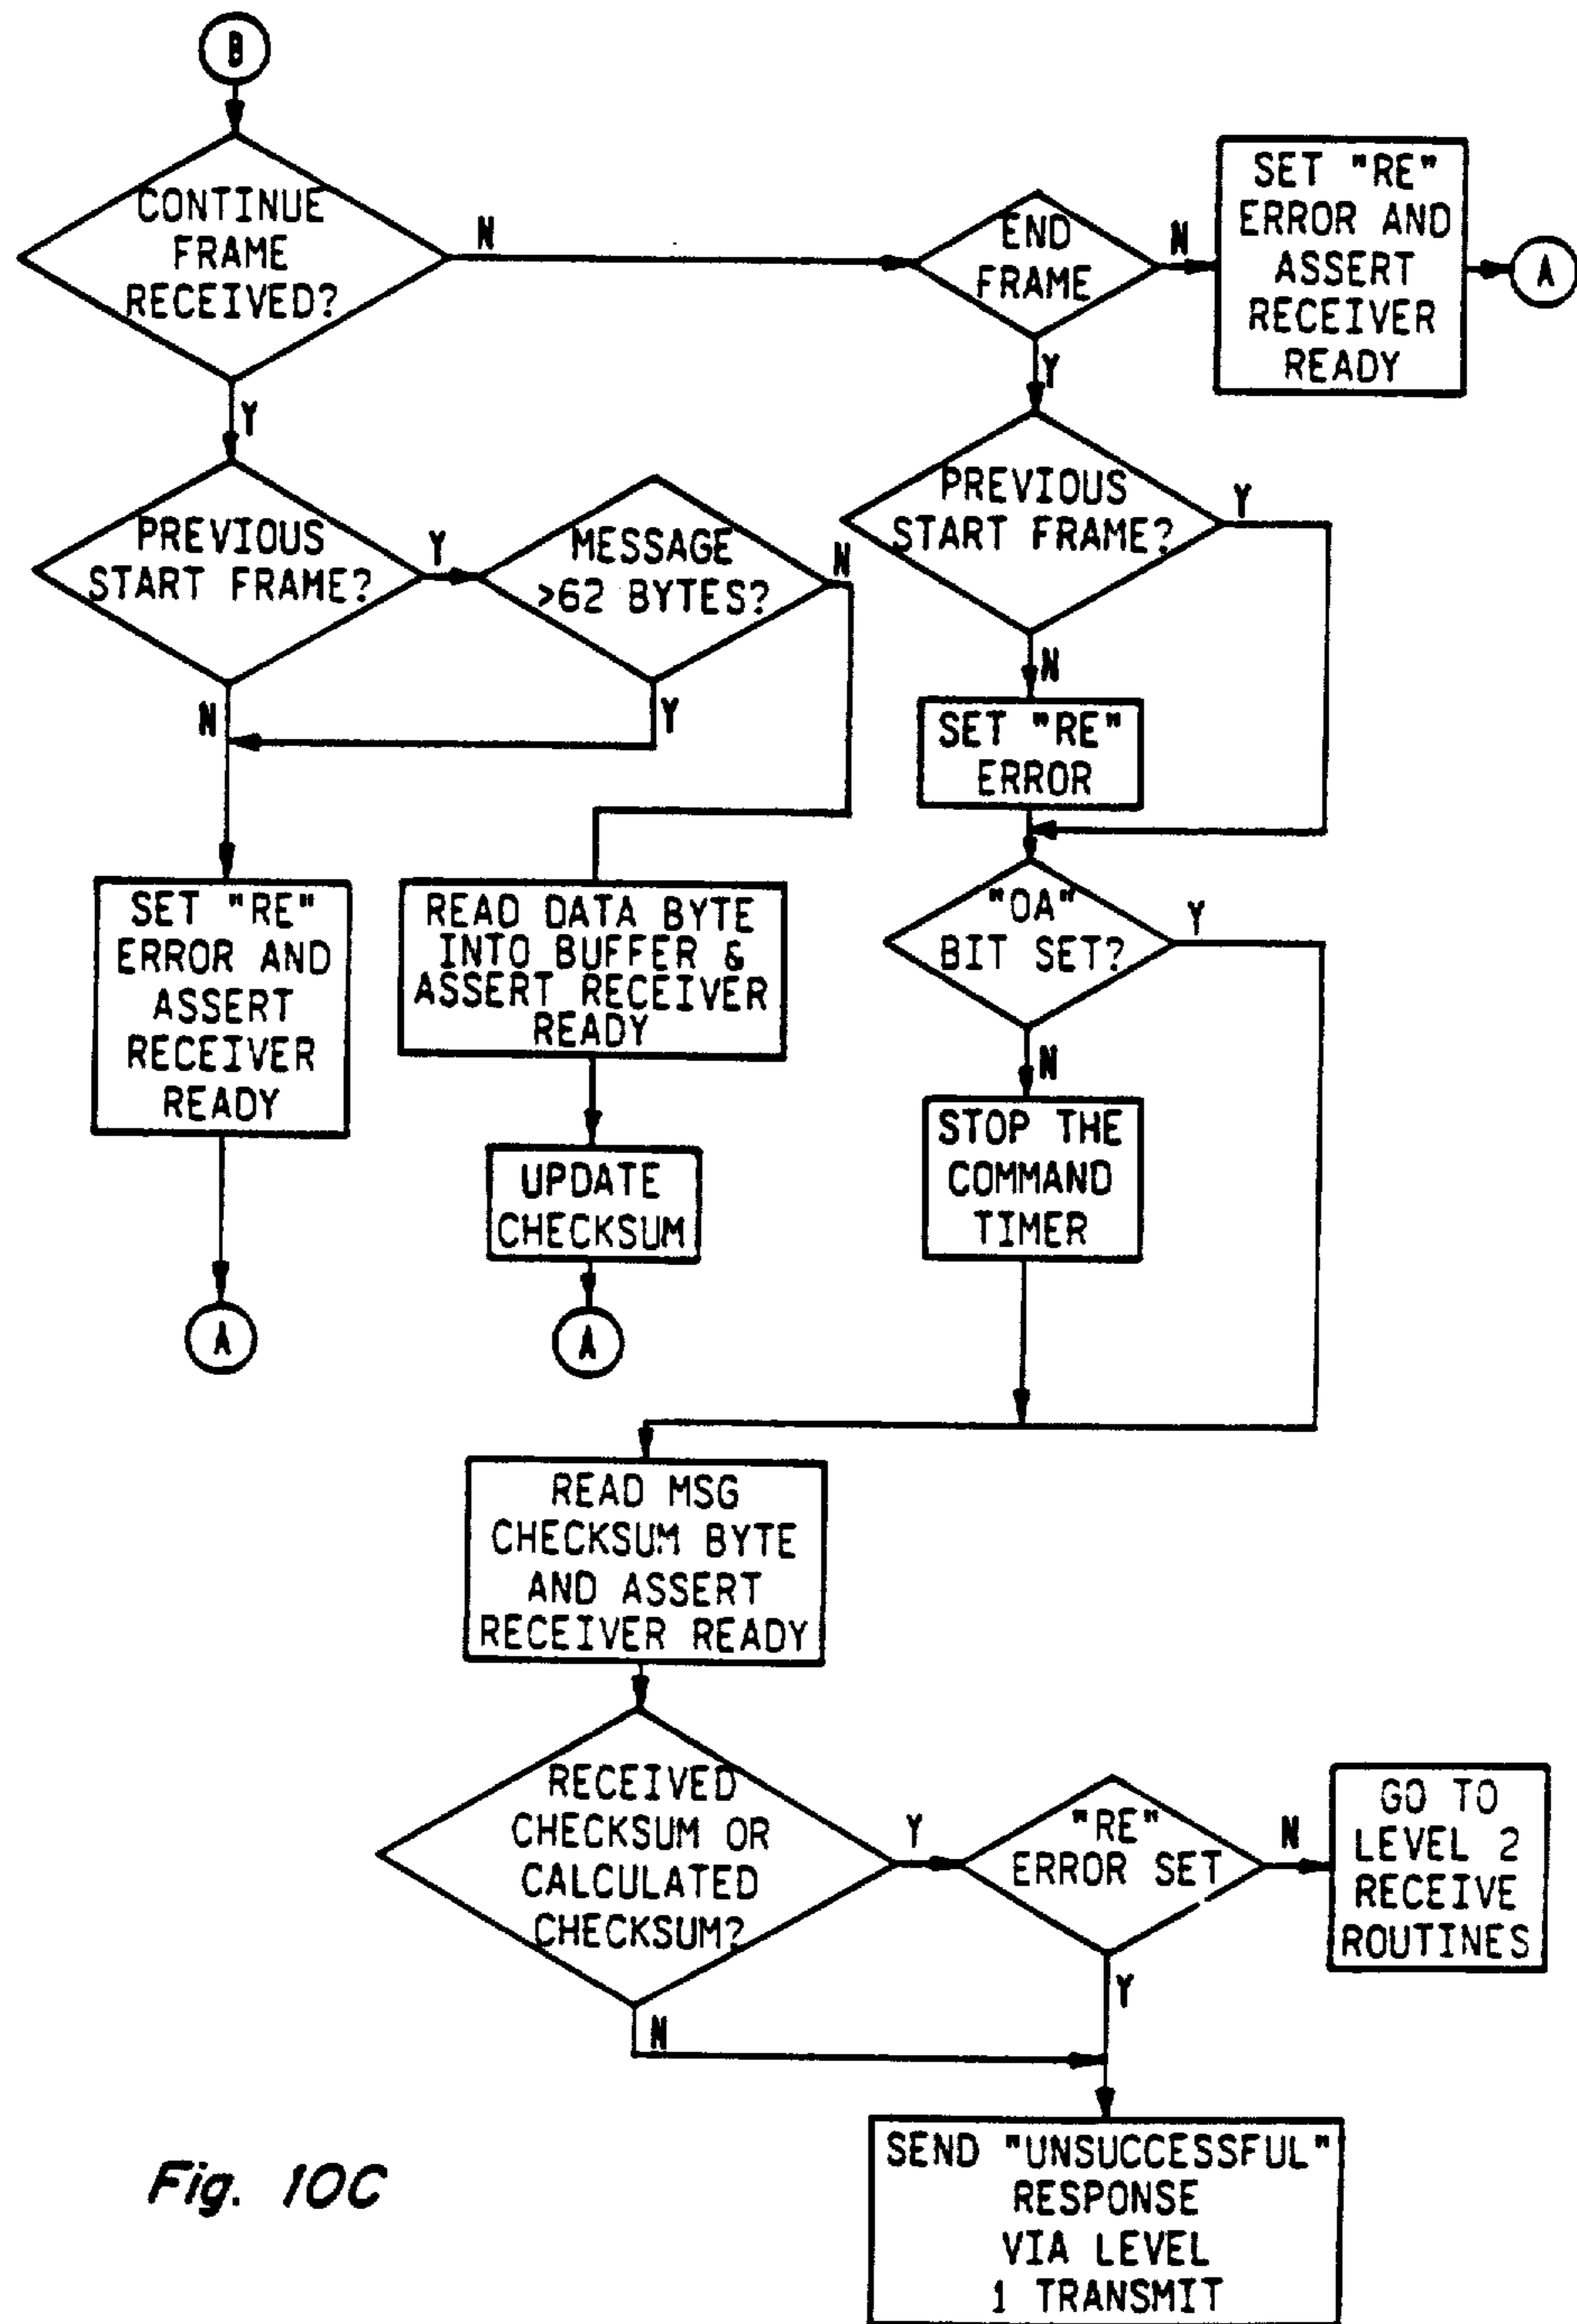 B
CONTINUE
FRAME
RECEIVED?
N
Y
END
FRAME
N
Y
SET "RE"
ERROR AND
ASSERT
RECEIVER
READY
A
PREVIOUS
START FRAME?
Y
N
MESSAGE
>62 BYTES?
N
Y
PREVIOUS
START FRAME?
Y
N
SET "RE"
ERROR
SET "RE"
ERROR AND
ASSERT
RECEIVER
READY
A
READ DATA BYTE
INTO BUFFER &
ASSERT RECEIVER
READY
UPDATE
CHECKSUM
A
"OA"
BIT SET?
Y
N
STOP THE
COMMAND
TIMER
READ MSG
CHECKSUM BYTE
AND ASSERT
RECEIVER READY
RECEIVED
CHECKSUM OR
CALCULATED
CHECKSUM?
Y
N
"RE"
ERROR SET
N
Y
GO TO
LEVEL 2
RECEIVE
ROUTINES
SEND "UNSUCCESSFUL"
RESPONSE
VIA LEVEL
1 TRANSMIT
Fig. 10C